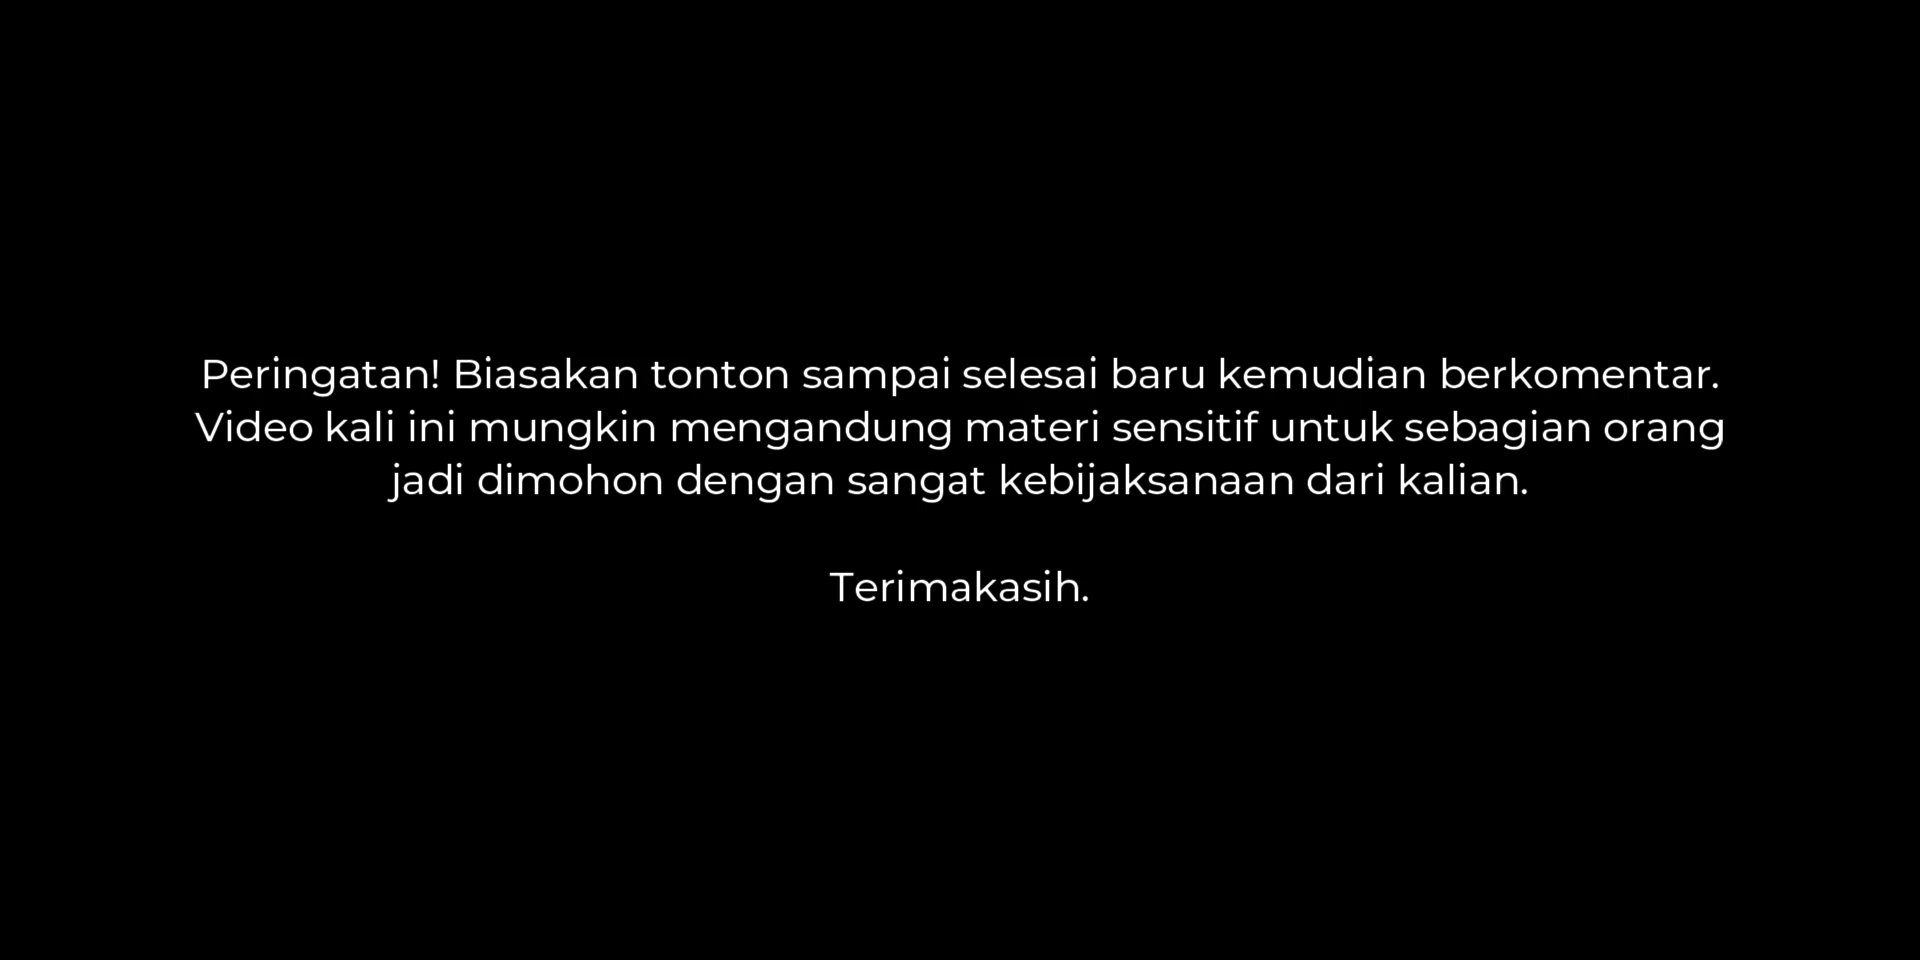 Peringatan! Biasakan tonton sampai selesai baru kemudian berkomentar.
Video kali ini mungkin mengandung materi sensitif untuk sebagian orang
jadi dimohon dengan sangat kebijaksanaan dari kalian.
Terimakasih.